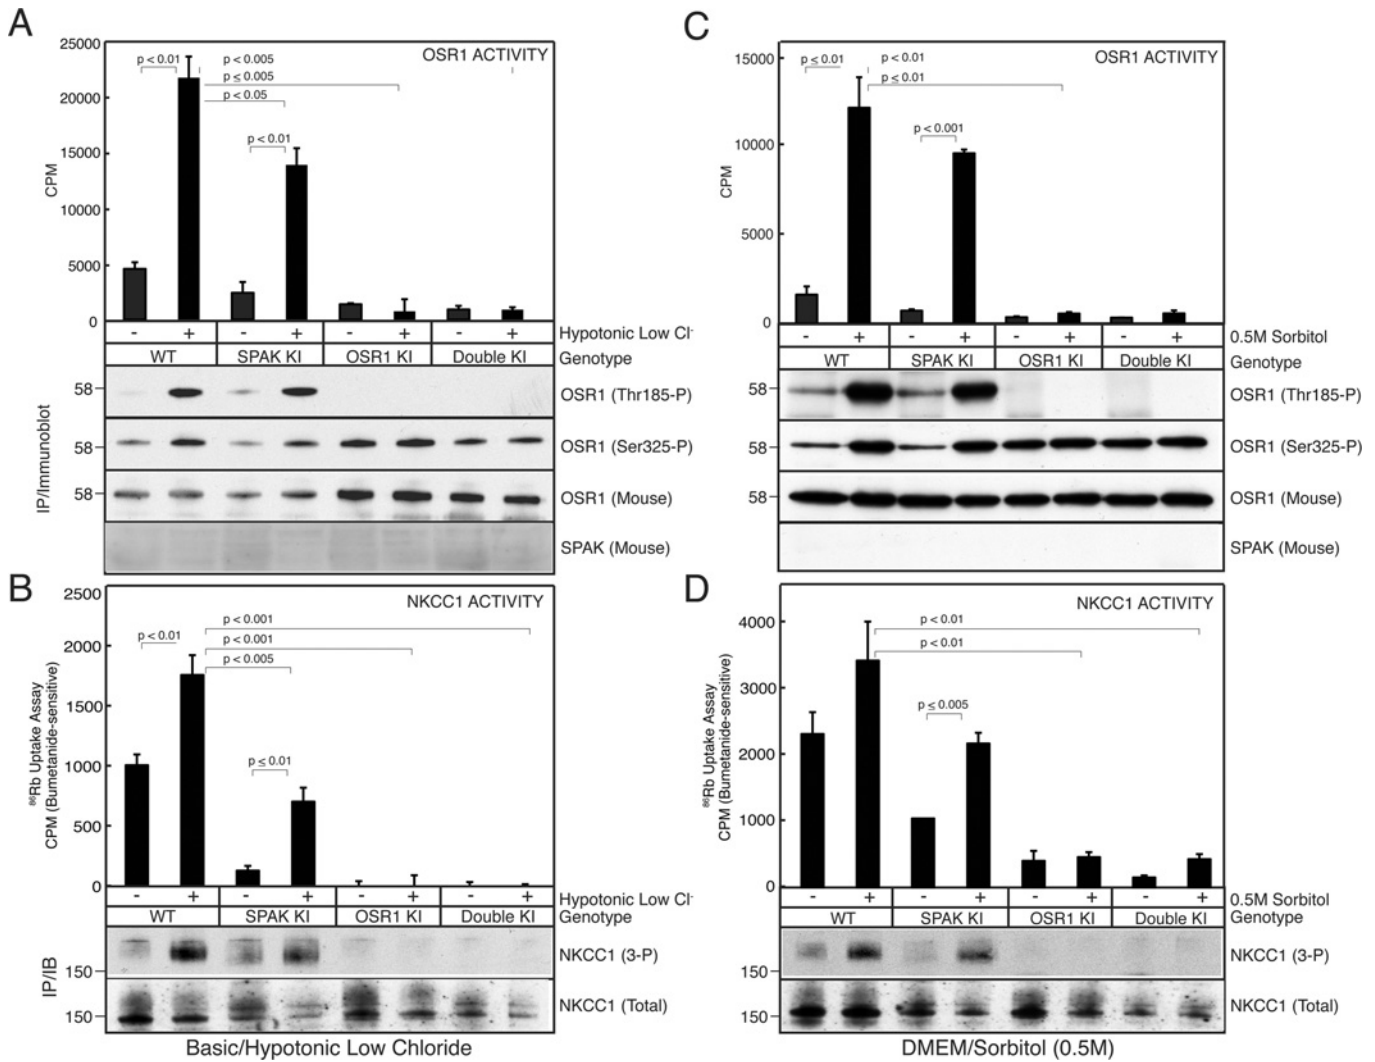 A
25000
20000
15000
10000
5000
0
CPM
OSR1 ACTIVITY
p < 0.01
p < 0.005
p ≤ 0.005
p < 0.05
p < 0.01
- + - + - + - + Hypotonic Low Cl-
WT SPAK KI OSR1 KI Double KI Genotype
IP/Immunoblot
58 OSR1 (Thr185-P)
58 OSR1 (Ser325-P)
58 OSR1 (Mouse)
SPAK (Mouse)
B
2500
2000
1500
1000
500
0
86Rb Uptake Assay
CPM (Bumetanide-sensitive)
NKCC1 ACTIVITY
p < 0.01
p < 0.001
p < 0.001
p < 0.005
p ≤ 0.01
- + - + - + - + Hypotonic Low Cl-
WT SPAK KI OSR1 KI Double KI Genotype
IP/IB
NKCC1 (3-P)
150
150 NKCC1 (Total)
Basic/Hypotonic Low Chloride
C
15000
10000
5000
0
CPM
OSR1 ACTIVITY
p ≤ 0.01
p < 0.01
p ≤ 0.01
p < 0.001
- + - + - + - + 0.5M Sorbitol
WT SPAK KI OSR1 KI Double KI Genotype
58 OSR1 (Thr185-P)
58 OSR1 (Ser325-P)
58 OSR1 (Mouse)
SPAK (Mouse)
D
4000
3000
2000
1000
0
86Rb Uptake Assay
CPM (Bumetanide-sensitive)
NKCC1 ACTIVITY
p < 0.01
p < 0.01
p ≤ 0.005
- + - + - + - + 0.5M Sorbitol
WT SPAK KI OSR1 KI Double KI Genotype
NKCC1 (3-P)
150
150 NKCC1 (Total)
DMEM/Sorbitol (0.5M)